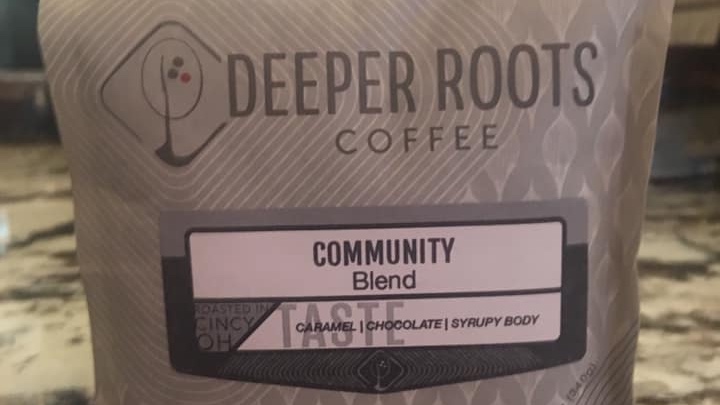 DEEPER ROOTS
COFFEE
COMMUNITY
Blend
ROASTED IN
CINCY
OH
TASTE
CARAMEL | CHOCOLATE | SYRUPY BODY